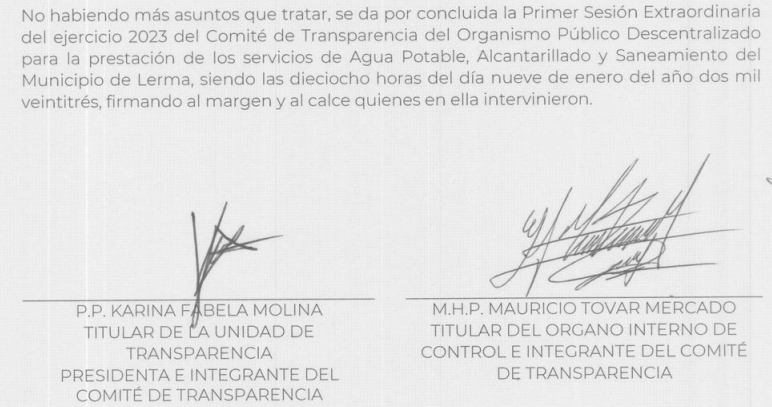 No habiendo más asuntos que tratar, se da por concluida la Primer Sesión Extraordinaria
del ejercicio 2023 del Comité de Transparencia del Organismo Público Descentralizado
para la prestación de los servicios de Agua Potable, Alcantarillado y Saneamiento del
Municipio de Lerma, siendo las dieciocho horas del día nueve de enero del año dos mil
veintitrés, firmando al margen y al calce quienes en ella intervinieron.
P.P. KARINA FABELA MOLINA
TITULAR DE LA UNIDAD DE
TRANSPARENCIA
PRESIDENTA E INTEGRANTE DEL
COMITÉ DE TRANSPARENCIA
M.H.P. MAURICIO TOVAR MERCADO
TITULAR DEL ORGANO INTERNO DE
CONTROL E INTEGRANTE DEL COMITÉ
DE TRANSPARENCIA